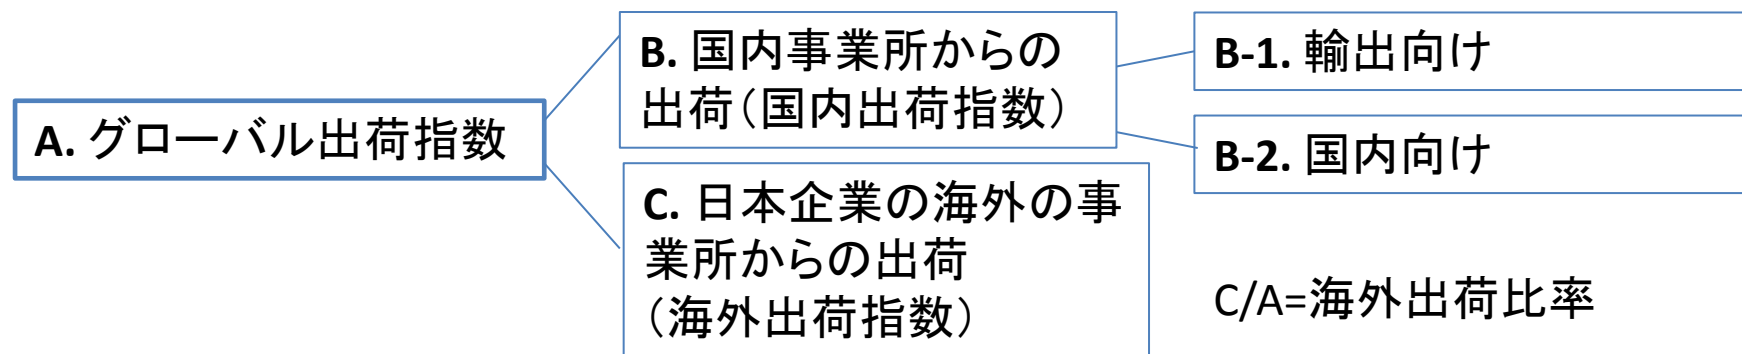 A. グローバル出荷指数
B. 国内事業所からの
出荷（国内出荷指数）
B-1. 輸出向け
B-2. 国内向け
C. 日本企業の海外の事
業所からの出荷
（海外出荷指数）
C/A=海外出荷比率